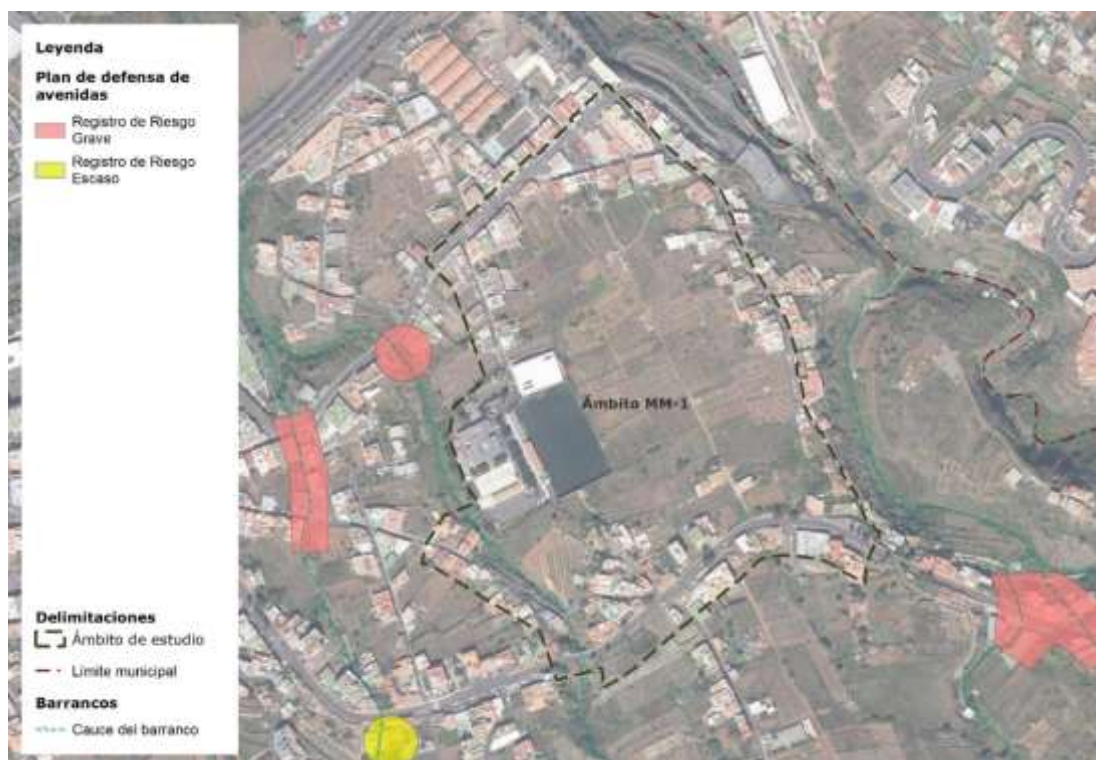 Leyenda
Plan de defensa de
avenidas
Registro de Riesgo
Grave
Registro de Riesgo
Escaso
Ámbito MM-1
Delimitaciones
Ámbito de estudio
Límite municipal
Barrancos
Cauce del barranco